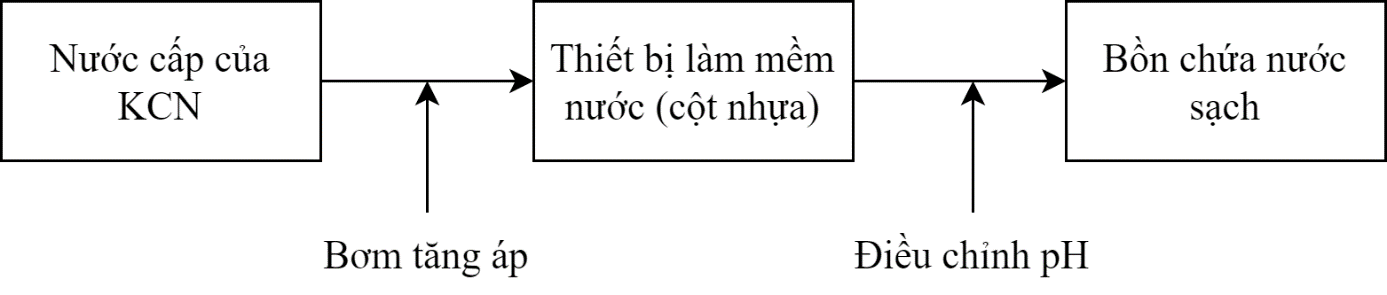 Nước cấp của
KCN
Thiết bị làm mềm
nước (cột nhựa)
Bồn chứa nước
sạch
Bơm tăng áp
Điều chỉnh pH